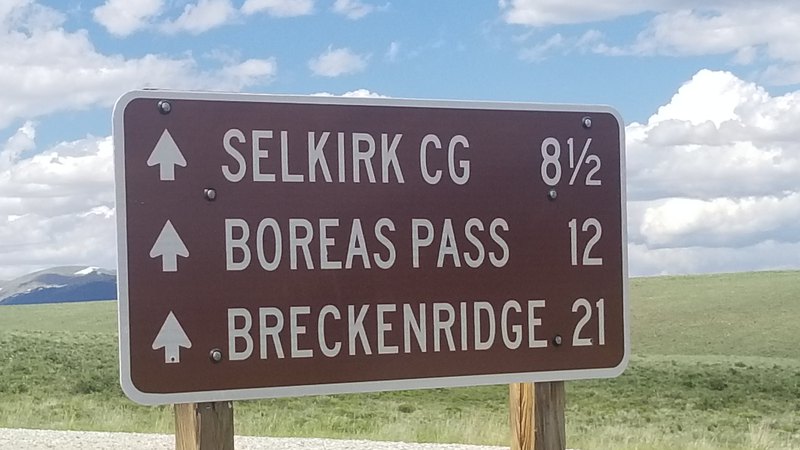 SELKIRK CG 8½
BOREAS PASS 12
BRECKENRIDGE 21